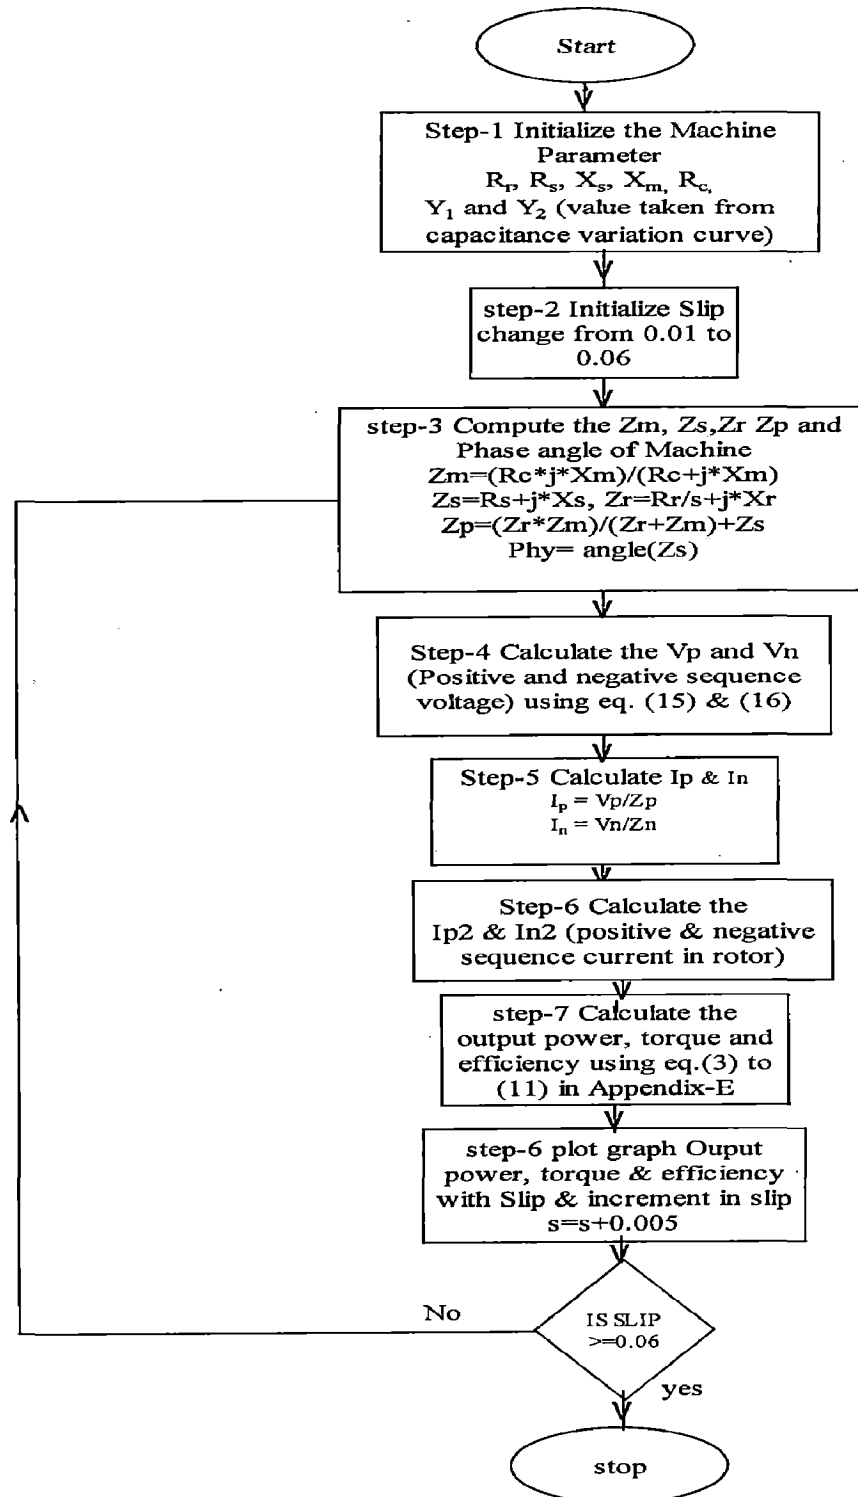 Start
Step-1 Initialize the Machine
Parameter
Rr, Rs, Xs, Xm, Rc,
Y1 and Y2 (value taken from
capacitance variation curve)
step-2 Initialize Slip
change from 0.01 to
0.06
step-3 Compute the Zm, Zs,Zr Zp and
Phase angle of Machine
Zm=(Rc*j*Xm)/(Rc+j*Xm)
Zs=Rs+j*Xs, Zr=Rr/s+j*Xr
Zp=(Zr*Zm)/(Zr+Zm)+Zs
Phy= angle(Zs)
Step-4 Calculate the Vp and Vn
(Positive and negative sequence
voltage) using eq. (15) & (16)
Step-5 Calculate Ip & In
Ip = Vp/Zp
In = Vn/Zn
Step-6 Calculate the
Ip2 & In2 (positive & negative
sequence current in rotor)
step-7 Calculate the
output power, torque and
efficiency using eq.(3) to
(11) in Appendix-E
step-6 plot graph Ouput
power, torque & efficiency
with Slip & increment in slip
s=s+0.005
No
IS SLIP
>=0.06
yes
stop